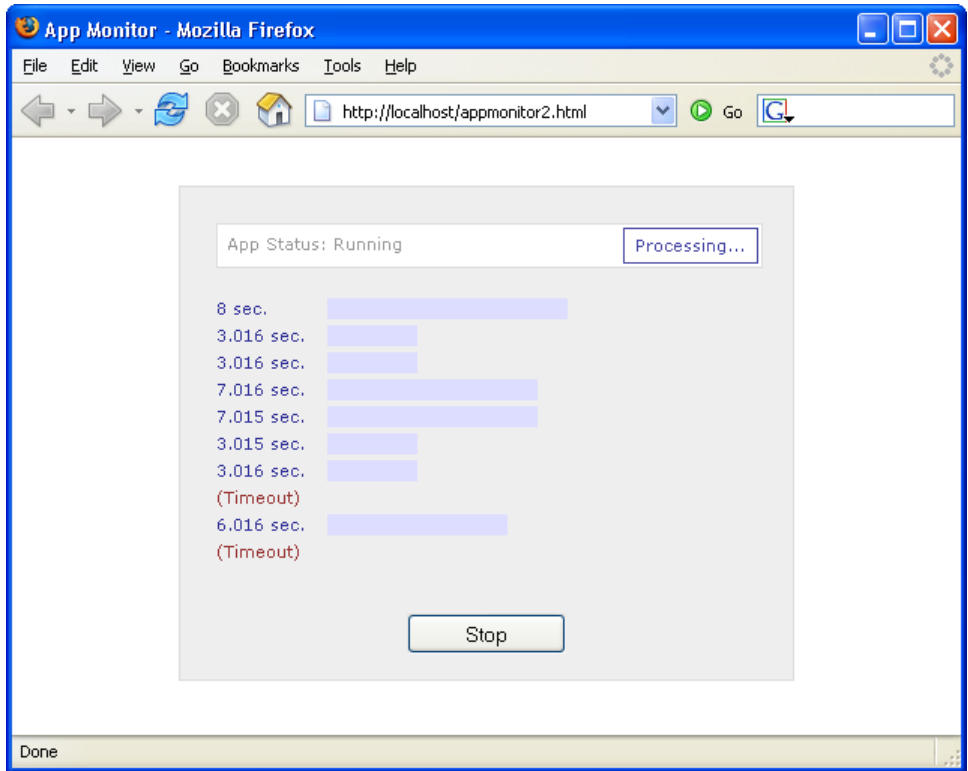 App Monitor - Mozilla Firefox
File Edit View Go Bookmarks Tools Help
http://localhost/appmonitor2.html Go G
App Status: Running Processing...
8 sec.
3.016 sec.
3.016 sec.
7.016 sec.
7.015 sec.
3.015 sec.
3.016 sec.
(Timeout)
6.016 sec.
(Timeout)
Stop
Done